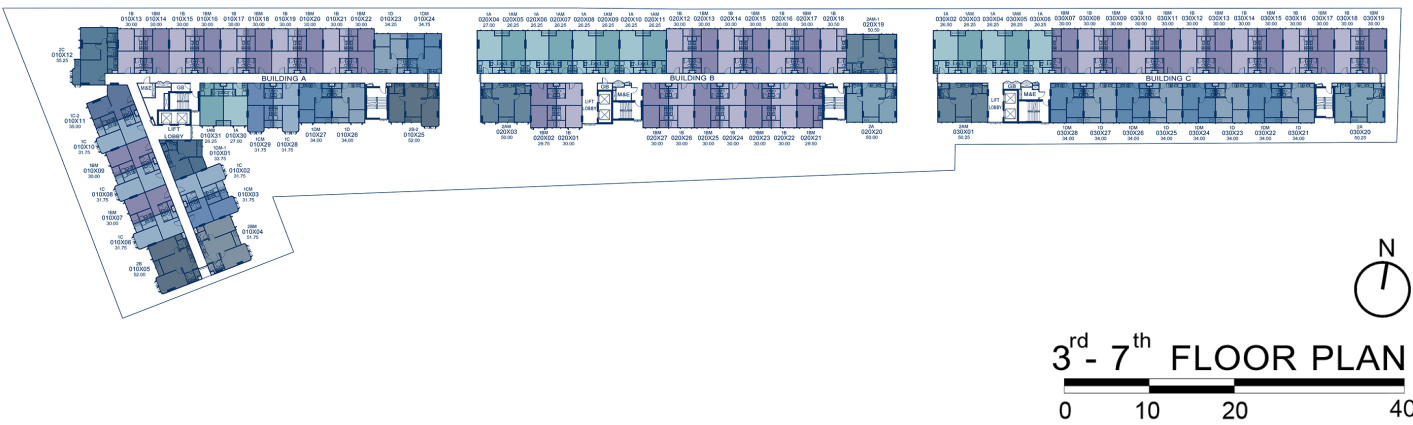 1B
010X13
30.00
1BM
010X14
30.00
1B
010X15
30.00
1BM
010X16
30.00
1B
010X17
30.00
1BM
010X18
30.00
1B
010X19
30.00
1BM
010X20
30.00
1B
010X21
30.00
1BM
010X22
30.00
1D
010X23
34.25
1DM
010X24
34.75
2C
010X12
55.25
BUILDING A
M&E
GB
LIFT
LOBBY
1AM
010X31
26.25
1A
010X30
27.00
1CM
010X29
31.75
1C
010X28
31.75
1DM
010X27
34.00
1D
010X26
34.00
2B-2
010X25
52.00
1C-2
010X11
35.00
1C
010X10
31.75
1BM
010X09
30.00
1C
010X08
31.75
1BM
010X07
30.00
1C
010X06
31.75
2B
010X05
52.00
1DM-1
010X01
33.75
1C
010X02
31.75
1CM
010X03
31.75
2BM
010X04
51.75
1A
020X04
27.00
1AM
020X05
26.25
1A
020X06
26.25
1AM
020X07
26.25
1A
020X08
26.25
1AM
020X09
26.25
1A
020X10
26.25
1AM
020X11
26.25
1B
020X12
30.00
1BM
020X13
30.00
1B
020X14
30.00
1BM
020X15
30.00
1B
020X16
30.00
1BM
020X17
30.00
1B
020X18
30.50
2AM-1
020X19
50.50
BUILDING B
LIFT
LOBBY
GB
M&E
2AM
020X03
50.00
1BM
020X02
29.75
1B
020X01
30.00
1BM
020X27
30.00
1B
020X26
30.00
1BM
020X25
30.00
1B
020X24
30.00
1BM
020X23
30.00
1B
020X22
30.00
1BM
020X21
29.50
2A
020X20
50.00
1A
030X02
26.50
1AM
030X03
26.25
1A
030X04
26.25
1AM
030X05
26.25
1A
030X06
26.25
1BM
030X07
30.00
1B
030X08
30.00
1BM
030X09
30.00
1B
030X10
30.00
1BM
030X11
30.00
1B
030X12
30.00
1BM
030X13
30.00
1B
030X14
30.00
1BM
030X15
30.00
1B
030X16
30.00
1BM
030X17
30.00
1B
030X18
30.00
1BM
030X19
30.00
BUILDING C
LIFT
LOBBY
GB
M&E
2AM
030X01
50.25
1DM
030X28
34.00
1D
030X27
34.00
1DM
030X26
34.00
1D
030X25
34.00
1DM
030X24
34.00
1D
030X23
34.00
1DM
030X22
34.00
1D
030X21
34.00
2A
030X20
50.25
N
3rd - 7th FLOOR PLAN
0 10 20 40